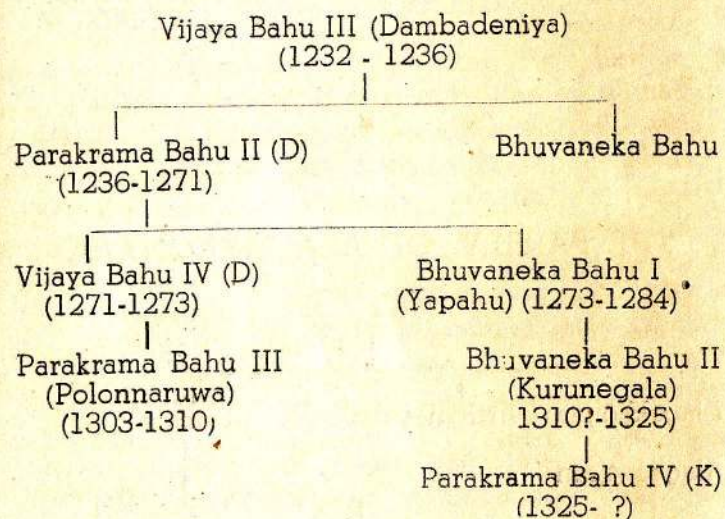 Vijaya Bahu III (Dambadeniya)
(1232 - 1236)
Parakrama Bahu II (D)
(1236-1271)
Bhuvaneka Bahu
Vijaya Bahu IV (D)
(1271-1273)
Bhuvaneka Bahu I
(Yapahu) (1273-1284)
Parakrama Bahu III
(Polonnaruwa)
(1303-1310)
Bhuvaneka Bahu II
(Kurunegala)
1310?-1325)
Parakrama Bahu IV (K)
(1325- ?)